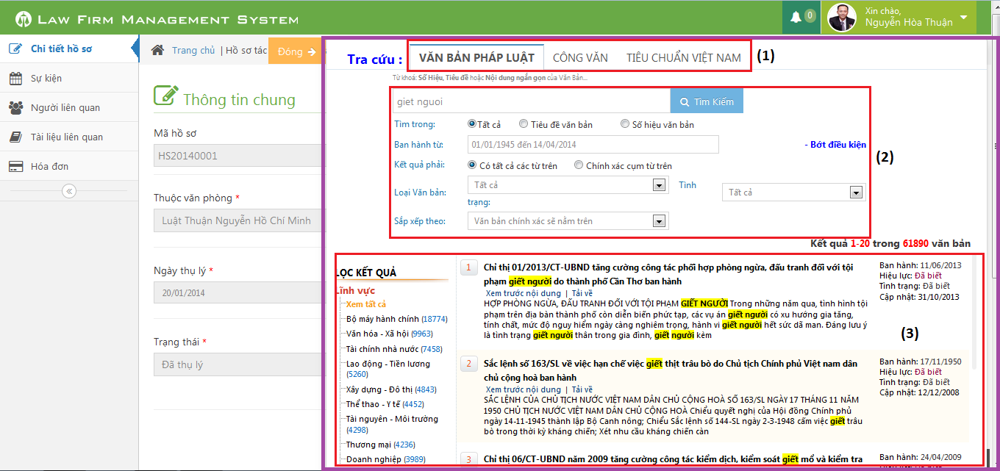 LAW FIRM MANAGEMENT SYSTEM
0
Xin chào,
Nguyễn Hòa Thuận
Chi tiết hồ sơ
Sự kiện
Người liên quan
Tài liệu liên quan
Hóa đơn
Trang chủ | Hồ sơ tác
Đóng
Thông tin chung
Mã hồ sơ
HS20140001
Thuộc văn phòng *
Luật Thuận Nguyễn Hồ Chí Minh
Ngày thụ lý *
20/01/2014
Trạng thái *
Đã thụ lý
Tra cứu : VĂN BẢN PHÁP LUẬT CÔNG VĂN TIÊU CHUẨN VIỆT NAM (1)
Từ khoá: Số Hiệu, Tiêu đề hoặc Nội dung ngắn gọn của Văn Bản...
giet nguoi Tìm Kiếm
Tìm trong: Tất cả Tiêu đề văn bản Số hiệu văn bản
Ban hành từ: 01/01/1945 đến 14/04/2014 - Bớt điều kiện
(2)
Kết quả phải: Có tất cả các từ trên Chính xác cụm từ trên
Loại Văn bản: Tất cả Tình
trạng: Tất cả
Sắp xếp theo: Văn bản chính xác sẽ nằm trên
Kết quả 1-20 trong 61890 văn bản
LỌC KẾT QUẢ
Lĩnh vực
Xem tất cả
Bộ máy hành chính (18774)
Văn hóa - Xã hội (9963)
Tài chính nhà nước (7458)
Lao động - Tiền lương
(5260)
Xây dựng - Đô thị (4843)
Thể thao - Y tế (4452)
Tài nguyên - Môi trường
(4298)
Thương mại (4236)
Doanh nghiệp (3989)
1
Chỉ thị 01/2013/CT-UBND tăng cường công tác phối hợp phòng ngừa, đấu tranh đối với tội
phạm giết người do thành phố Cần Thơ ban hành
Xem trước nội dung | Tải về
HỢP PHÒNG NGỪA, ĐẤU TRANH ĐỐI VỚI TỘI PHẠM GIẾT NGƯỜI Trong những năm qua, tình hình tội
phạm trên địa bàn thành phố còn diễn biến phức tạp, các vụ án giết người có xu hướng gia tăng,
tính chất, mức độ nguy hiểm ngày càng nghiêm trọng, hành vi giết người hết sức dã man. Đáng lưu ý
là tình trạng giết người thân trong gia đình, giết người kèm
Ban hành: 11/06/2013
Hiệu lực: Đã biết
Tình trạng: Đã biết
Cập nhật: 31/10/2013
(3)
2
Sắc lệnh số 163/SL về việc hạn chế việc giết thịt trâu bò do Chủ tịch Chính phủ Việt nam dân
chủ cộng hoà ban hành
Xem trước nội dung | Tải về
SẮC LỆNH CỦA CHỦ TỊCH NƯỚC VIỆT NAM DÂN CHỦ CỘNG HOÀ SỐ 163/SL NGÀY 17 THÁNG 11 NĂM
1950 CHỦ TỊCH NƯỚC VIỆT NAM DÂN CHỦ CỘNG HOÀ Chiểu quyết nghị của Hội đồng Chính phủ
ngày 14-11-1945 thành lập Bộ Canh nông; Chiểu Sắc lệnh số 144-SL ngày 2-3-1948 cấm việc giết trâu
bò trong thời kỳ kháng chiến; Xét nhu cầu kháng chiến cần
Ban hành: 17/11/1950
Hiệu lực: Đã biết
Tình trạng: Đã biết
Cập nhật: 12/12/2008
3
Chỉ thị 06/CT-UBND năm 2009 tăng cường công tác kiểm dịch, kiểm soát giết mổ và kiểm tra
Ban hành: 24/04/2009